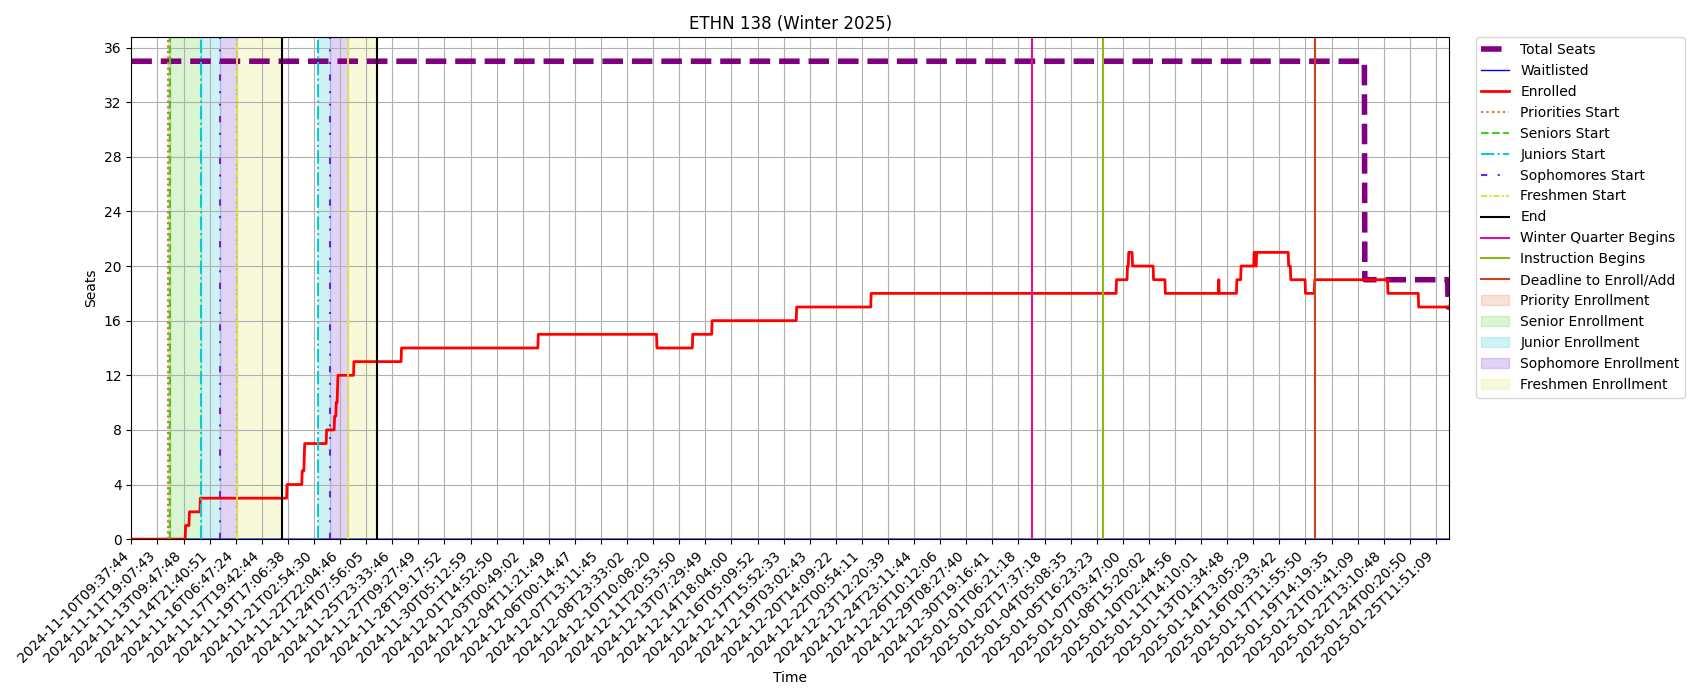 ETHN 138 (Winter 2025)
Seats
36
32
28
24
20
16
12
8
4
0
2024-11-10T09:37:44
2024-11-11T19:07:43
2024-11-13T09:47:48
2024-11-14T21:40:51
2024-11-16T06:47:24
2024-11-17T19:42:44
2024-11-19T17:06:38
2024-11-21T02:54:30
2024-11-22T22:04:46
2024-11-24T07:56:05
2024-11-25T23:33:46
2024-11-27T09:27:49
2024-11-28T19:17:52
2024-11-30T05:12:59
2024-12-01T14:52:50
2024-12-03T00:49:02
2024-12-04T11:21:49
2024-12-06T00:14:47
2024-12-07T13:11:45
2024-12-08T23:33:02
2024-12-10T10:08:20
2024-12-11T20:53:50
2024-12-13T07:29:49
2024-12-14T18:04:00
2024-12-16T05:09:52
2024-12-17T15:52:33
2024-12-19T03:02:43
2024-12-20T14:09:22
2024-12-22T00:54:11
2024-12-23T12:20:39
2024-12-24T23:11:44
2024-12-26T10:12:06
2024-12-29T08:27:40
2024-12-30T19:16:41
2025-01-01T06:21:18
2025-01-02T17:37:18
2025-01-04T05:08:35
2025-01-05T16:23:23
2025-01-07T03:47:00
2025-01-08T15:20:02
2025-01-10T02:44:56
2025-01-11T14:10:01
2025-01-13T01:34:48
2025-01-14T13:05:29
2025-01-16T00:33:42
2025-01-17T11:55:50
2025-01-19T14:19:35
2025-01-21T01:41:09
2025-01-22T13:10:48
2025-01-24T00:20:50
2025-01-25T11:51:09
Time
Total Seats
Waitlisted
Enrolled
Priorities Start
Seniors Start
Juniors Start
Sophomores Start
Freshmen Start
End
Winter Quarter Begins
Instruction Begins
Deadline to Enroll/Add
Priority Enrollment
Senior Enrollment
Junior Enrollment
Sophomore Enrollment
Freshmen Enrollment